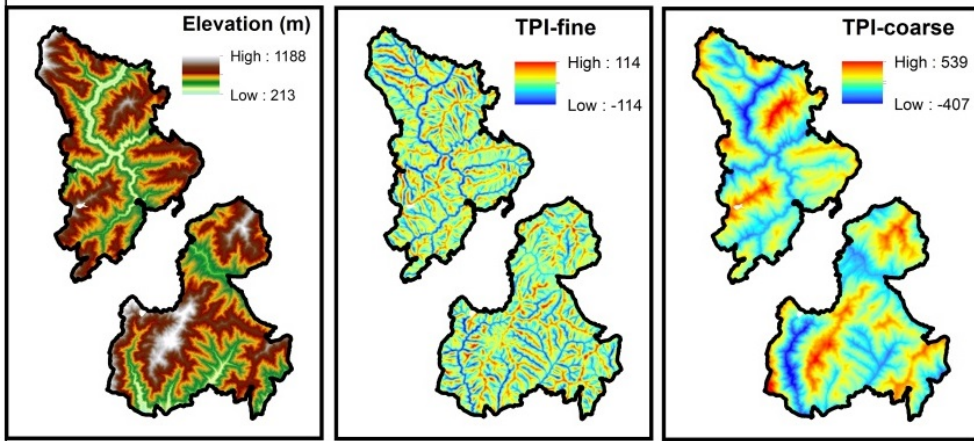 Elevation (m)
High : 1188
Low : 213
TPI-fine
High : 114
Low : -114
TPI-coarse
High : 539
Low : -407